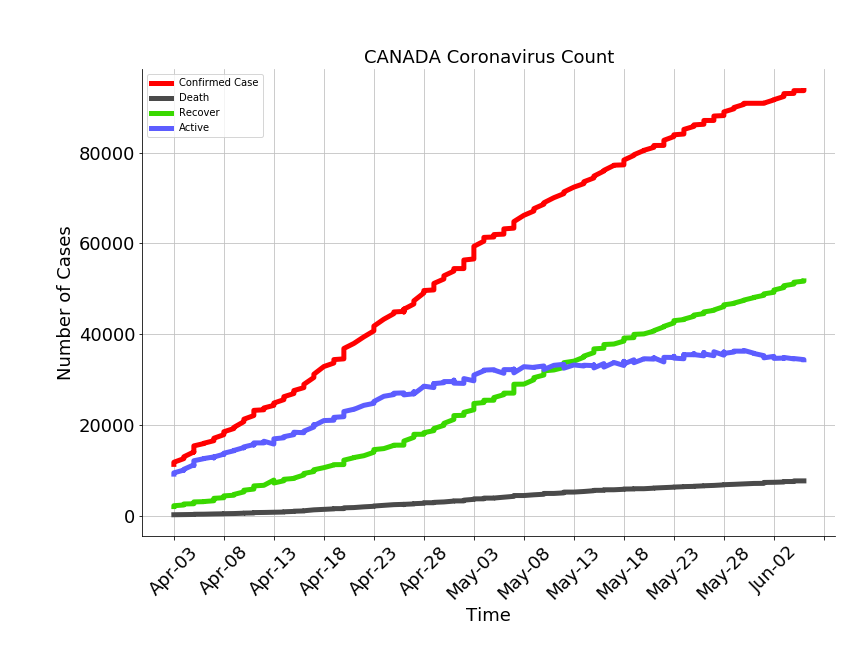 CANADA Coronavirus Count
Confirmed Case
Death
Recover
Active
Number of Cases
80000
60000
40000
20000
0
Apr-03 Apr-08 Apr-13 Apr-18 Apr-23 Apr-28 May-03 May-08 May-13 May-18 May-23 May-28 Jun-02
Time